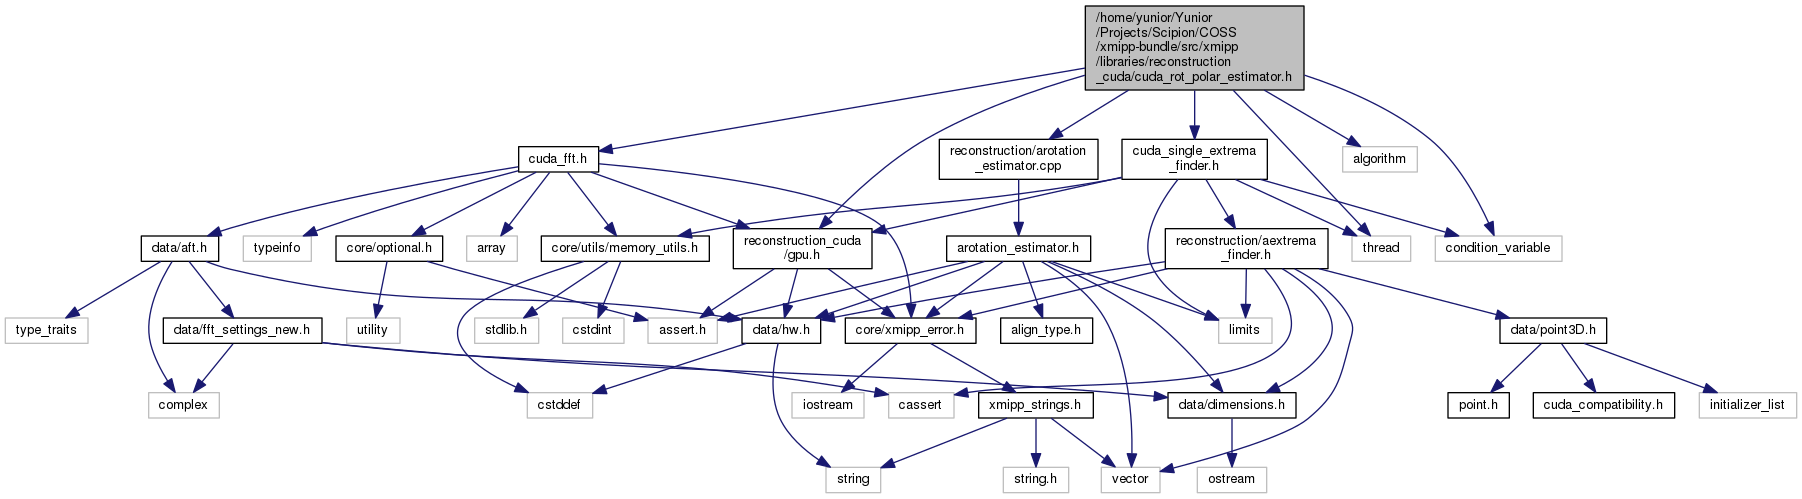 /home/yunior/Yunior
/Projects/Scipion/COSS
/xmipp-bundle/src/xmipp
/libraries/reconstruction
_cuda/cuda_rot_polar_estimator.h
cuda_fft.h
reconstruction/arotation
_estimator.cpp
cuda_single_extrema
_finder.h
algorithm
data/aft.h
typeinfo
core/optional.h
array
core/utils/memory_utils.h
reconstruction_cuda
/gpu.h
arotation_estimator.h
reconstruction/aextrema
_finder.h
thread
condition_variable
type_traits
data/fft_settings_new.h
utility
stdlib.h
cstdint
assert.h
data/hw.h
core/xmipp_error.h
align_type.h
limits
data/point3D.h
complex
cstddef
iostream
cassert
xmipp_strings.h
data/dimensions.h
point.h
cuda_compatibility.h
initializer_list
string
string.h
vector
ostream